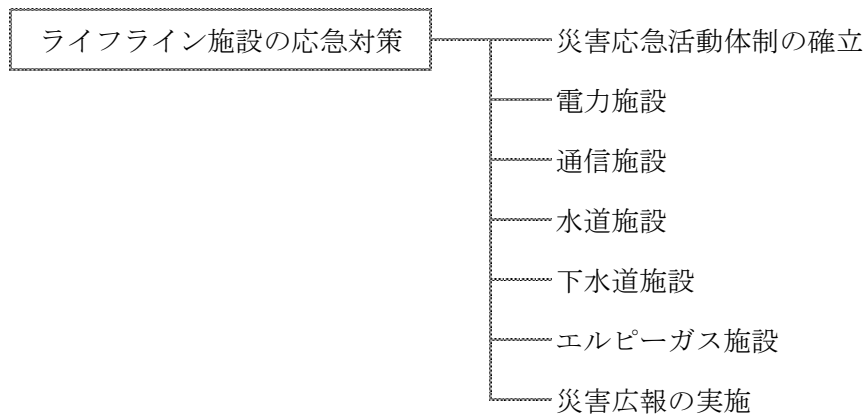 ライフライン施設の応急対策
災害応急活動体制の確立
電力施設
通信施設
水道施設
下水道施設
エルピーガス施設
災害広報の実施